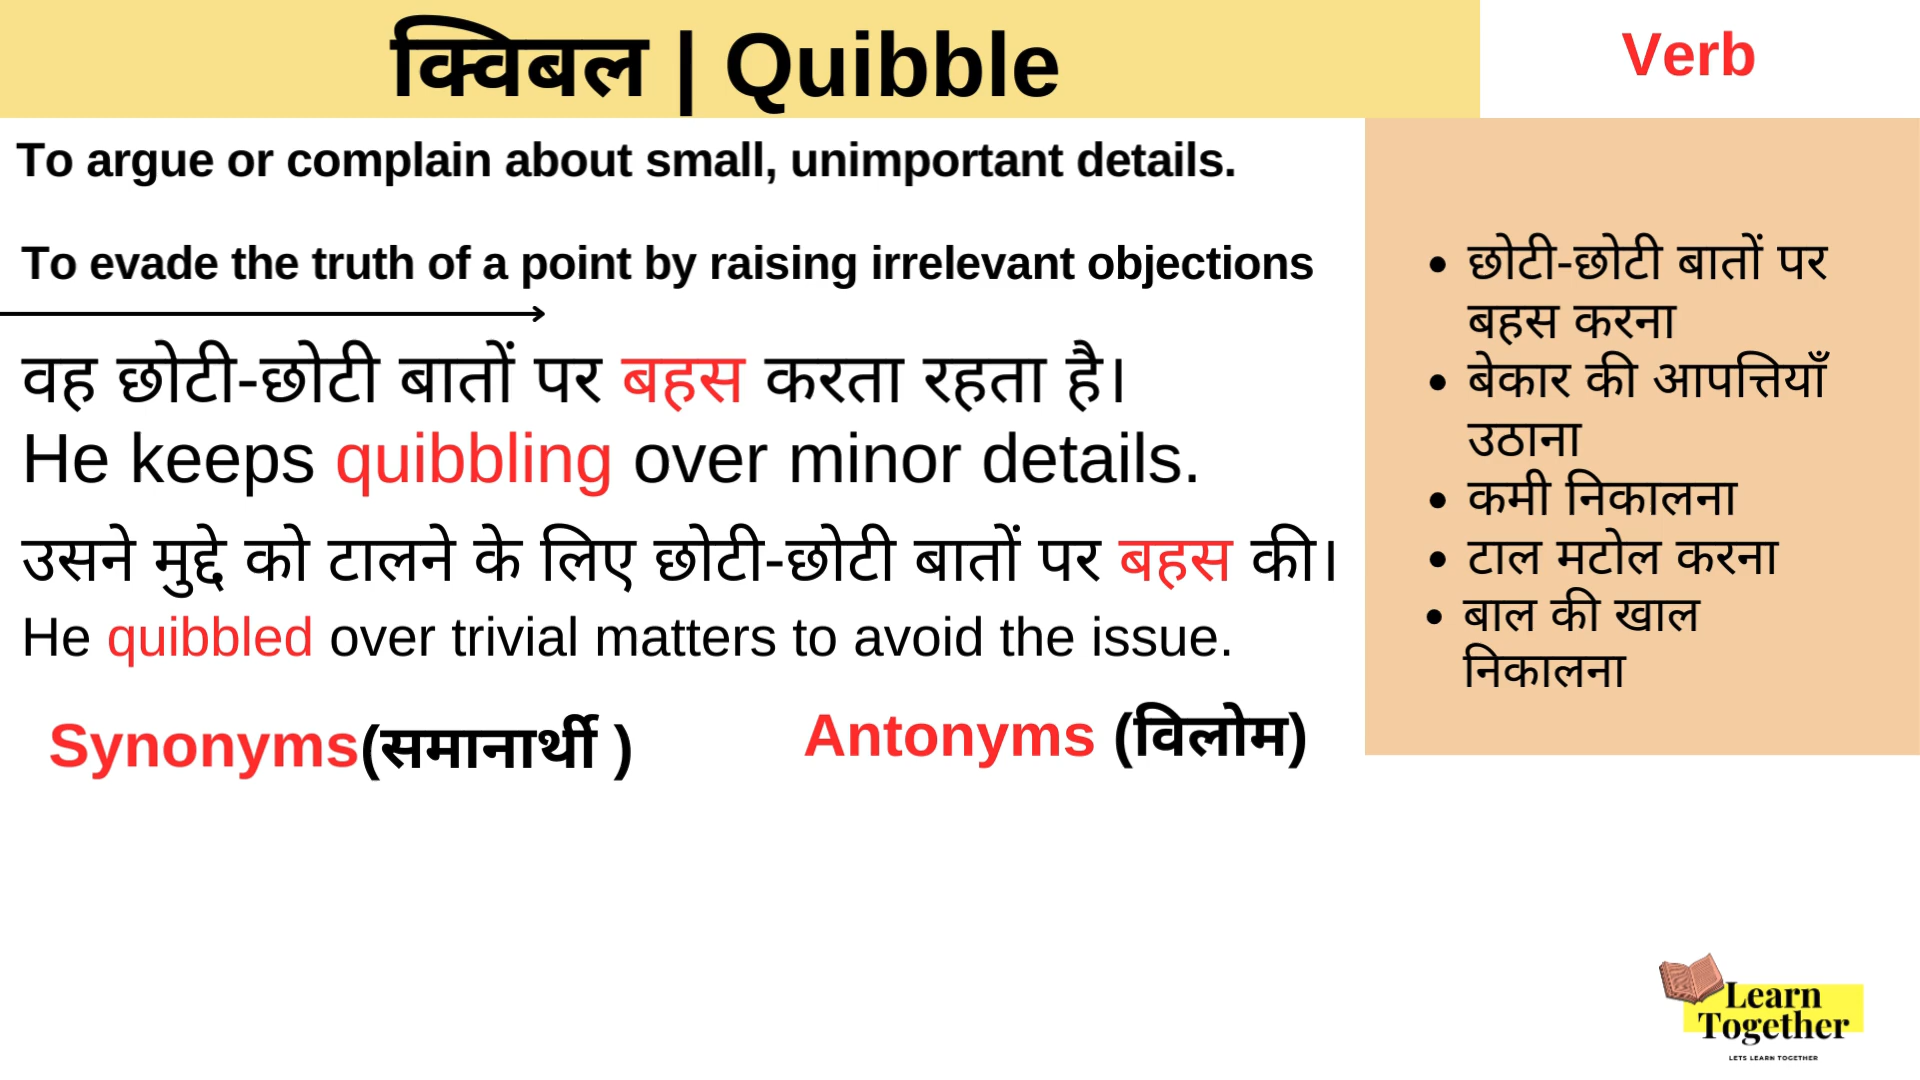 क्विबल | Quibble
Verb
To argue or complain about small, unimportant details.
To evade the truth of a point by raising irrelevant objections
वह छोटी-छोटी बातों पर बहस करता रहता है।
He keeps quibbling over minor details.
उसने मुद्दे को टालने के लिए छोटी-छोटी बातों पर बहस की।
He quibbled over trivial matters to avoid the issue.
Synonyms(समानार्थी )
Antonyms (विलोम)
• छोटी-छोटी बातों पर
बहस करना
• बेकार की आपत्तियाँ
उठाना
• कमी निकालना
• टाल मटोल करना
• बाल की खाल
निकालना
Learn
Together
LETS LEARN TOGETHER